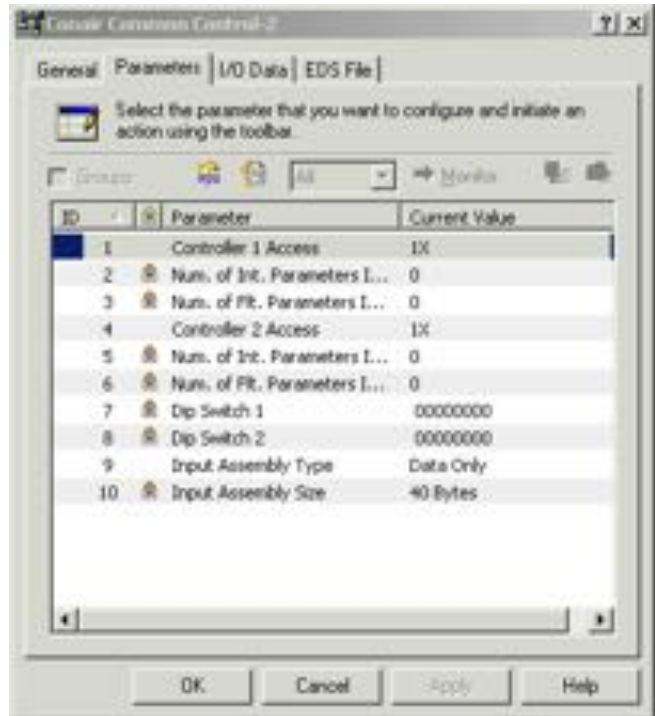 Conair Common Control-2
General Parameters I/O Data EDS File
Select the parameter that you want to configure and initiate an
action using the toolbar.
Groups All Monitor
ID Parameter Current Value
1 Controller 1 Access 1X
2 Num. of Int. Parameters I... 0
3 Num. of Flt. Parameters I... 0
4 Controller 2 Access 1X
5 Num. of Int. Parameters I... 0
6 Num. of Flt. Parameters I... 0
7 Dip Switch 1 00000000
8 Dip Switch 2 00000000
9 Input Assembly Type Data Only
10 Input Assembly Size 40 Bytes
OK Cancel Apply Help